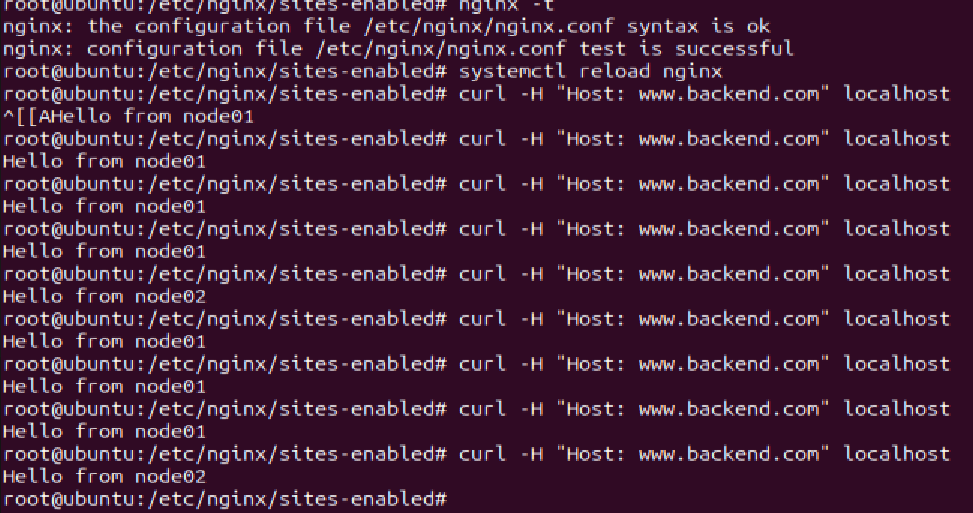 root@ubuntu:/etc/nginx/sites-enabled# nginx -t
nginx: the configuration file /etc/nginx/nginx.conf syntax is ok
nginx: configuration file /etc/nginx/nginx.conf test is successful
root@ubuntu:/etc/nginx/sites-enabled# systemctl reload nginx
root@ubuntu:/etc/nginx/sites-enabled# curl -H "Host: www.backend.com" localhost
^[[AHello from node01
root@ubuntu:/etc/nginx/sites-enabled# curl -H "Host: www.backend.com" localhost
Hello from node01
root@ubuntu:/etc/nginx/sites-enabled# curl -H "Host: www.backend.com" localhost
Hello from node01
root@ubuntu:/etc/nginx/sites-enabled# curl -H "Host: www.backend.com" localhost
Hello from node01
root@ubuntu:/etc/nginx/sites-enabled# curl -H "Host: www.backend.com" localhost
Hello from node02
root@ubuntu:/etc/nginx/sites-enabled# curl -H "Host: www.backend.com" localhost
Hello from node01
root@ubuntu:/etc/nginx/sites-enabled# curl -H "Host: www.backend.com" localhost
Hello from node01
root@ubuntu:/etc/nginx/sites-enabled# curl -H "Host: www.backend.com" localhost
Hello from node01
root@ubuntu:/etc/nginx/sites-enabled# curl -H "Host: www.backend.com" localhost
Hello from node02
root@ubuntu:/etc/nginx/sites-enabled#